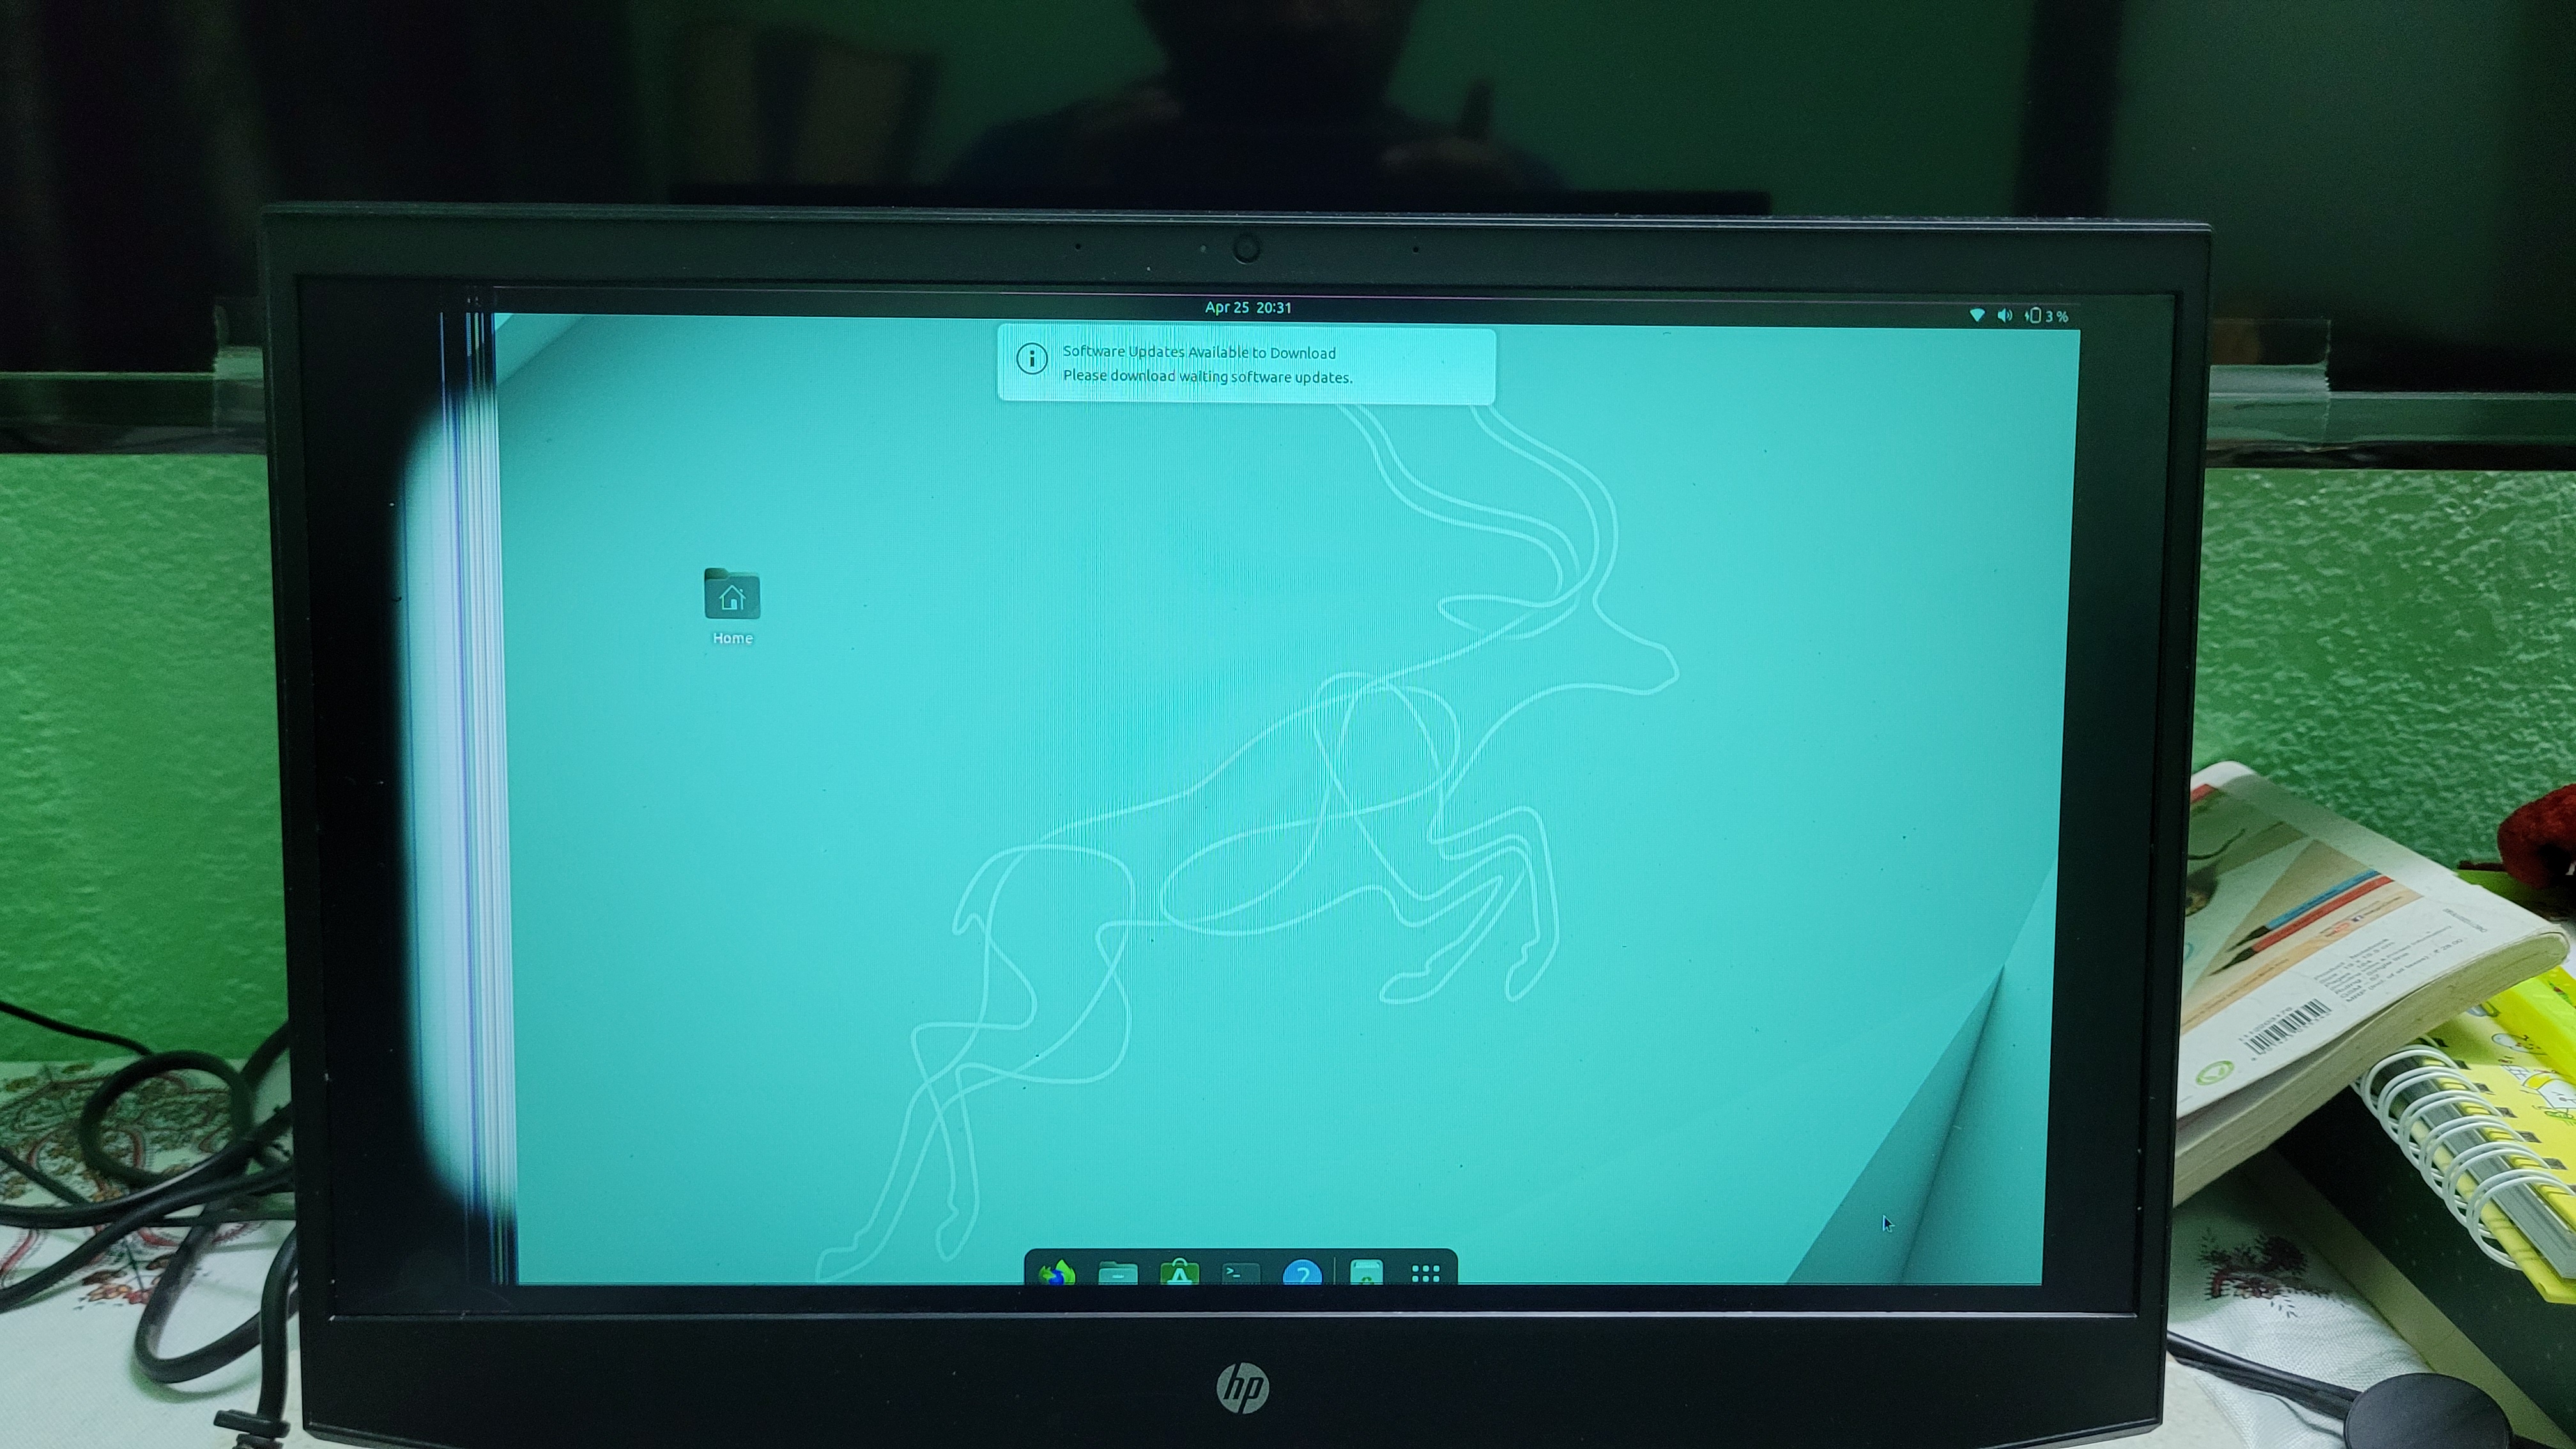 Apr 25 20:31
3 %
Software Updates Available to Download
Please download waiting software updates.
Home
hp